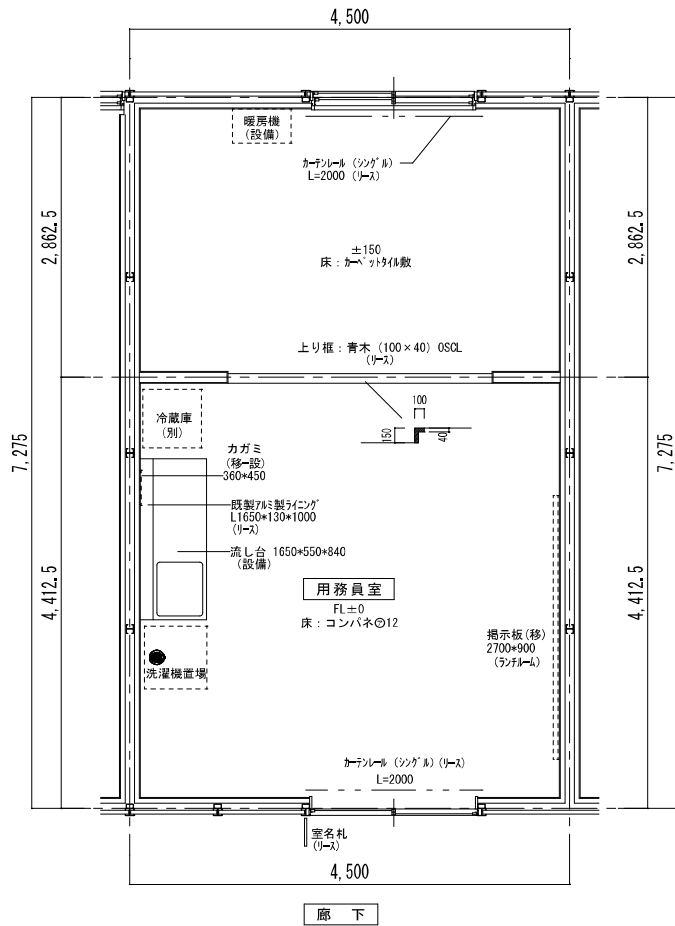 4,500
暖房機
(設備)
カーテンレール (シングル)
L=2000 (リース)
2,862.5
2,862.5
±150
床:カーペットタイル敷
上り框:青木 (100×40) OSCL
(リース)
100
150
40
冷蔵庫
(別)
カガミ
(移設)
360*450
既製アルミ製ライニング
L1650*130*1000
(リース)
流し台 1650*550*840
(設備)
7,275
7,275
4,412.5
4,412.5
用務員室
FL±0
床:コンパネ㋐12
掲示板(移)
2700*900
(ランチルーム)
洗濯機置場
カーテンレール (シングル) (リース)
L=2000
室名札
(リース)
4,500
廊 下